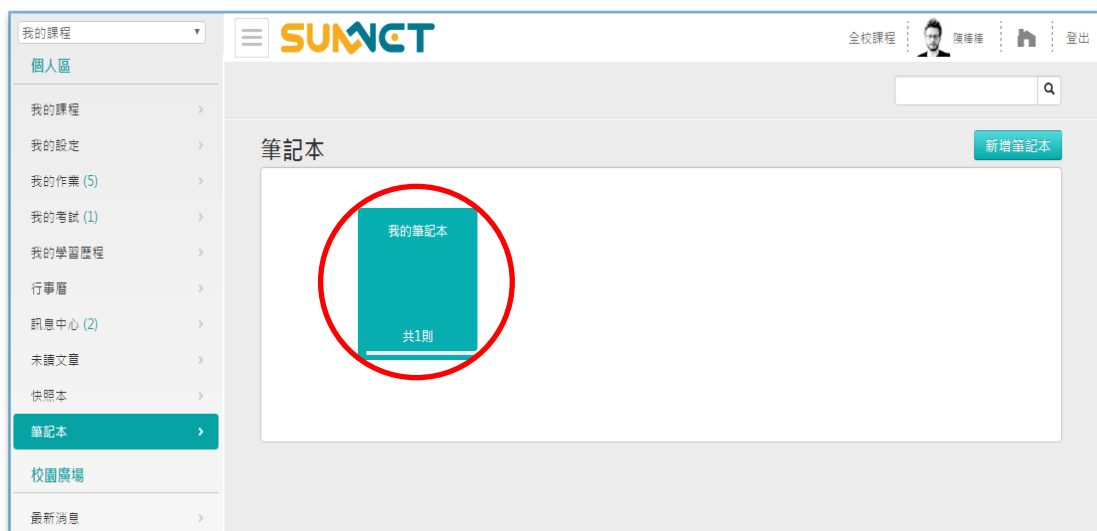 我的課程
SUNNET
全校課程
陳棒棒
登出
個人區
我的課程
我的設定
我的作業 (5)
我的考試 (1)
我的學習歷程
行事曆
訊息中心 (2)
未讀文章
快照本
筆記本
校園廣場
最新消息
筆記本
新增筆記本
我的筆記本
共1則